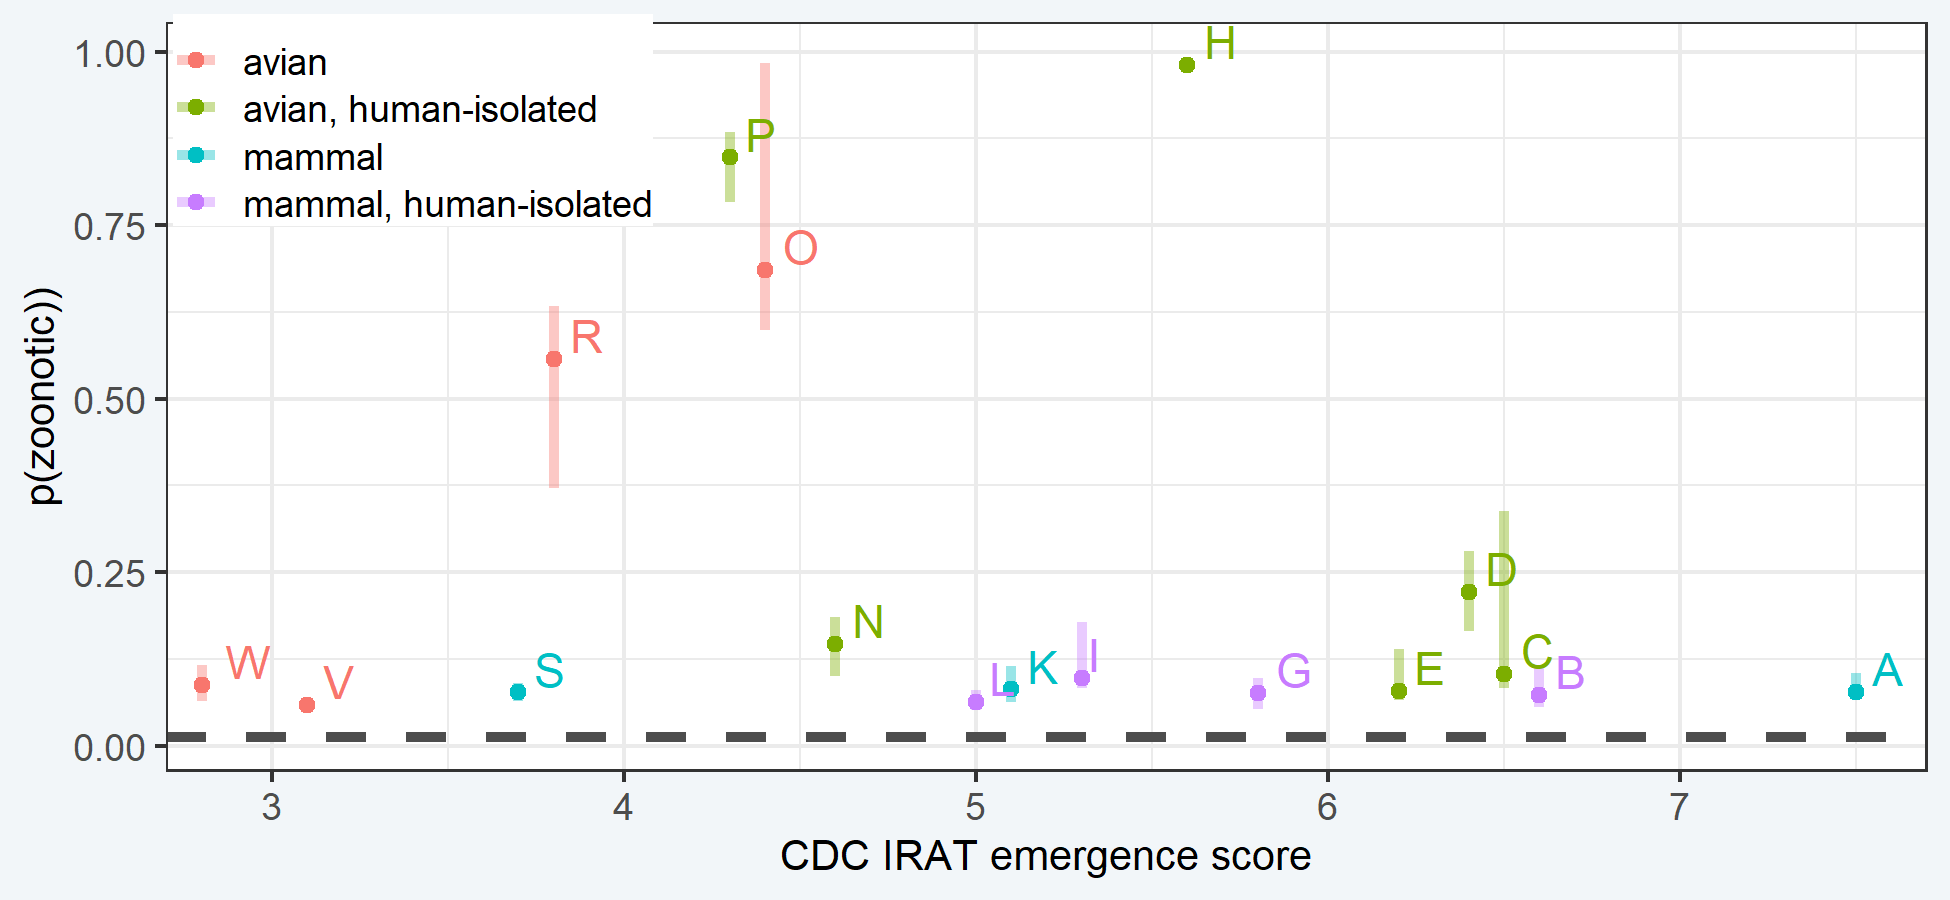 avian
avian, human-isolated
mammal
mammal, human-isolated
1.00
0.75
0.50
0.25
0.00
p(zoonotic))
H
P
O
R
D
N
C
E
B
A
G
I
K
L
S
V
W
3 4 5 6 7
CDC IRAT emergence score